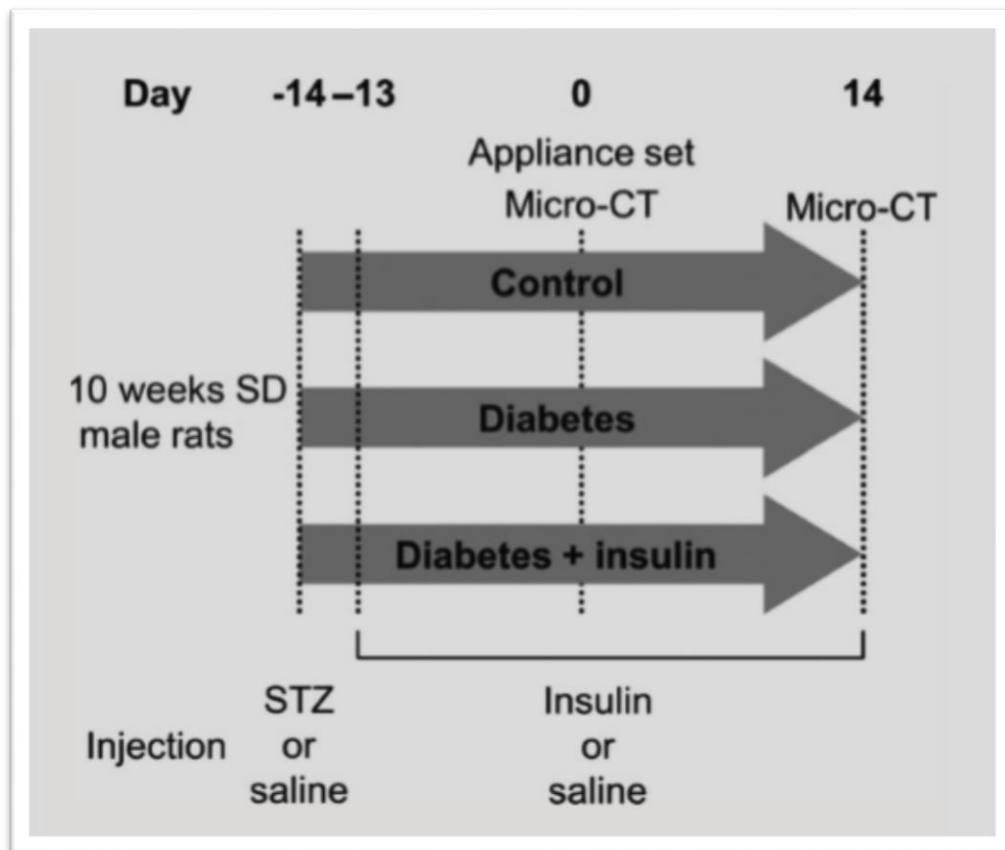 Day -14 –13 0 14
Appliance set
Micro-CT Micro-CT
Control
10 weeks SD
male rats
Diabetes
Diabetes + insulin
STZ Insulin
Injection or or
saline saline